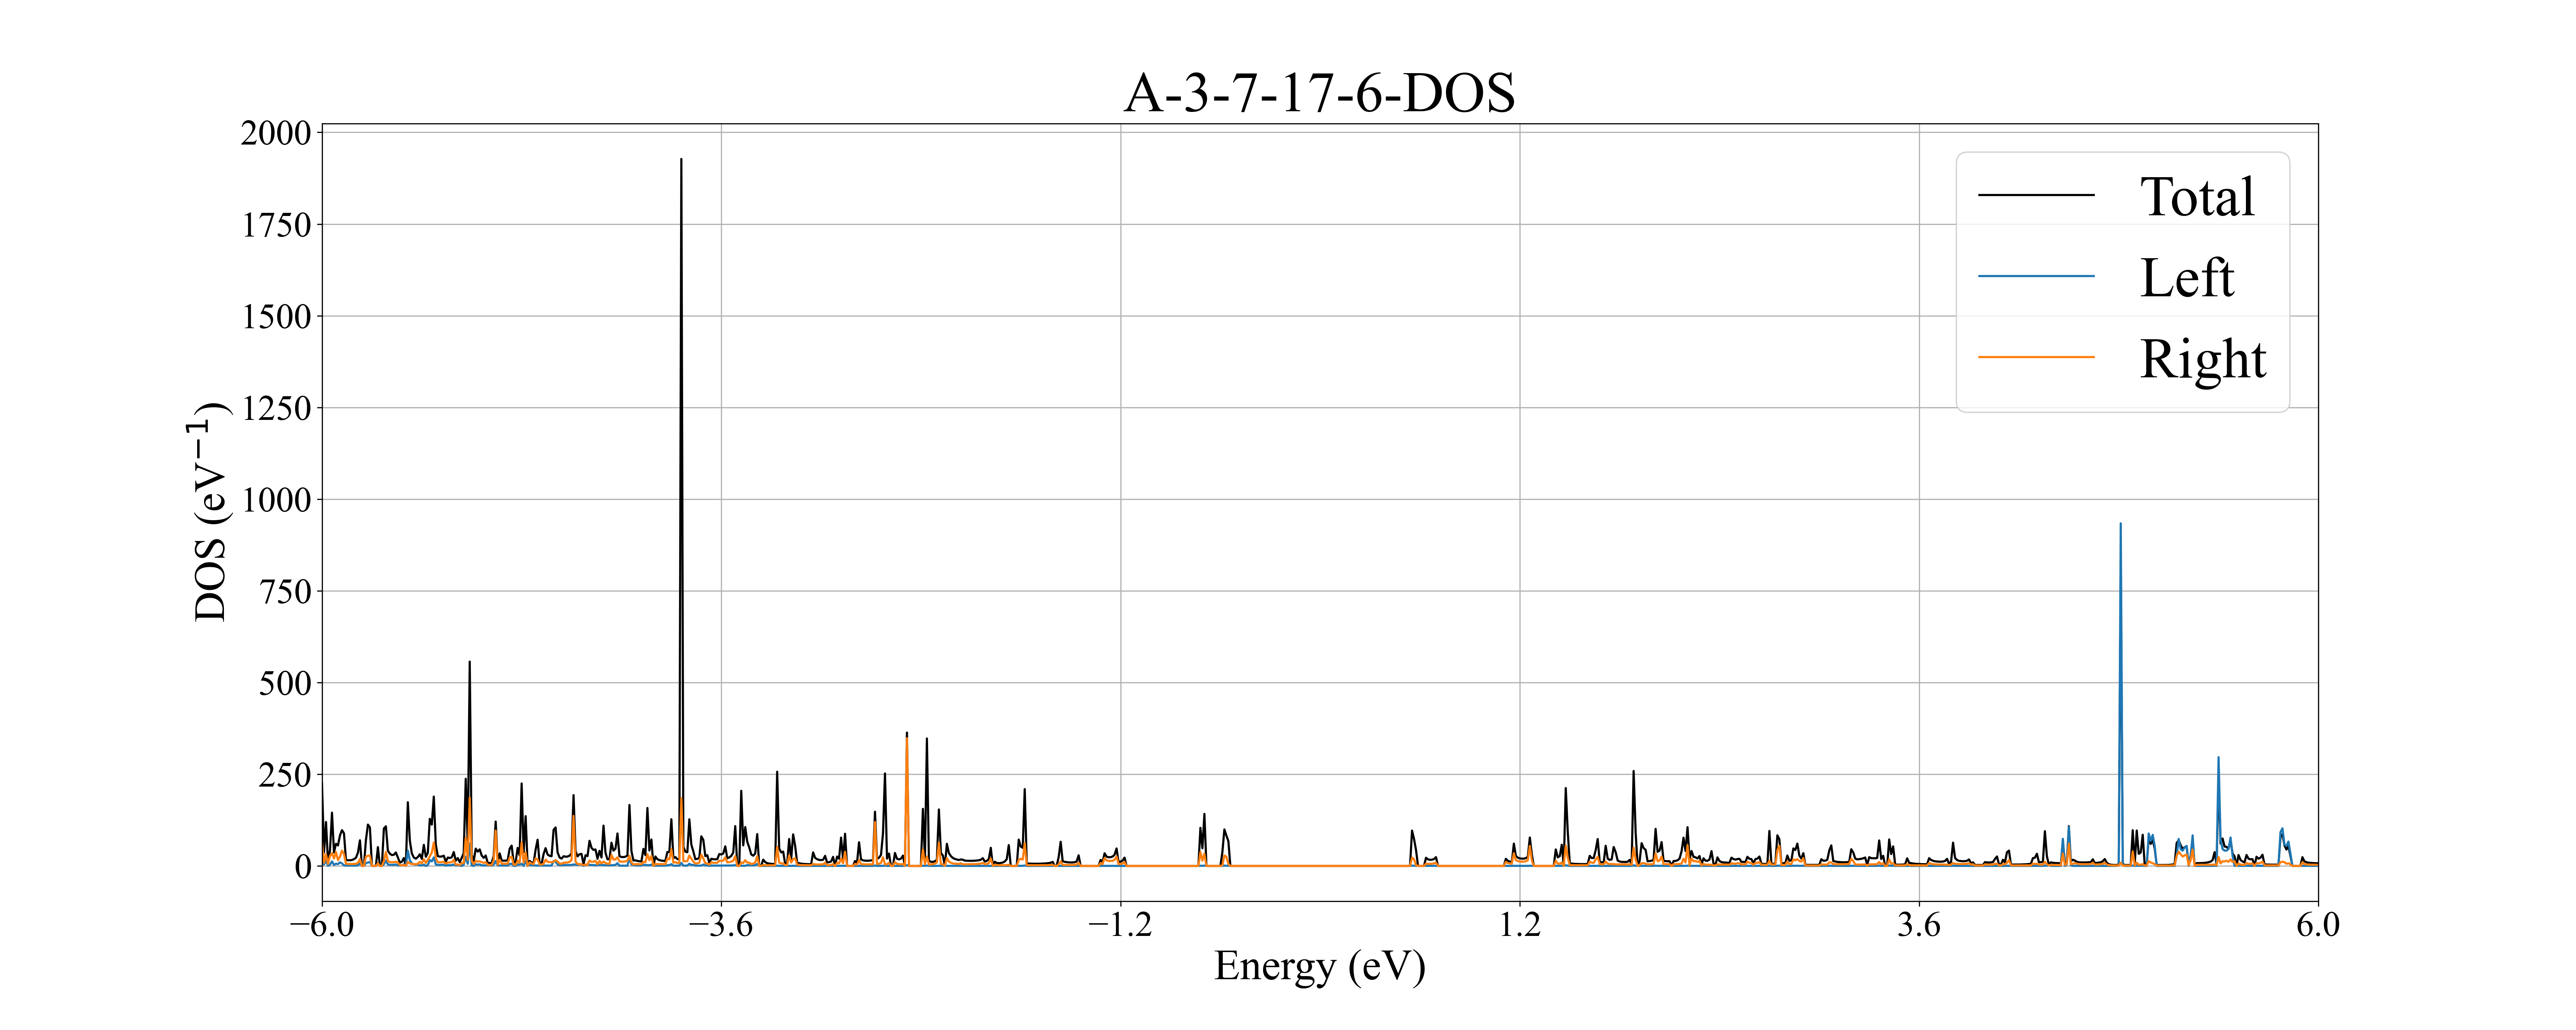 A-3-7-17-6-DOS
2000
1750
1500
1250
1000
750
500
250
0
DOS (eV⁻¹)
Total
Left
Right
−6.0
−3.6
−1.2
1.2
3.6
6.0
Energy (eV)